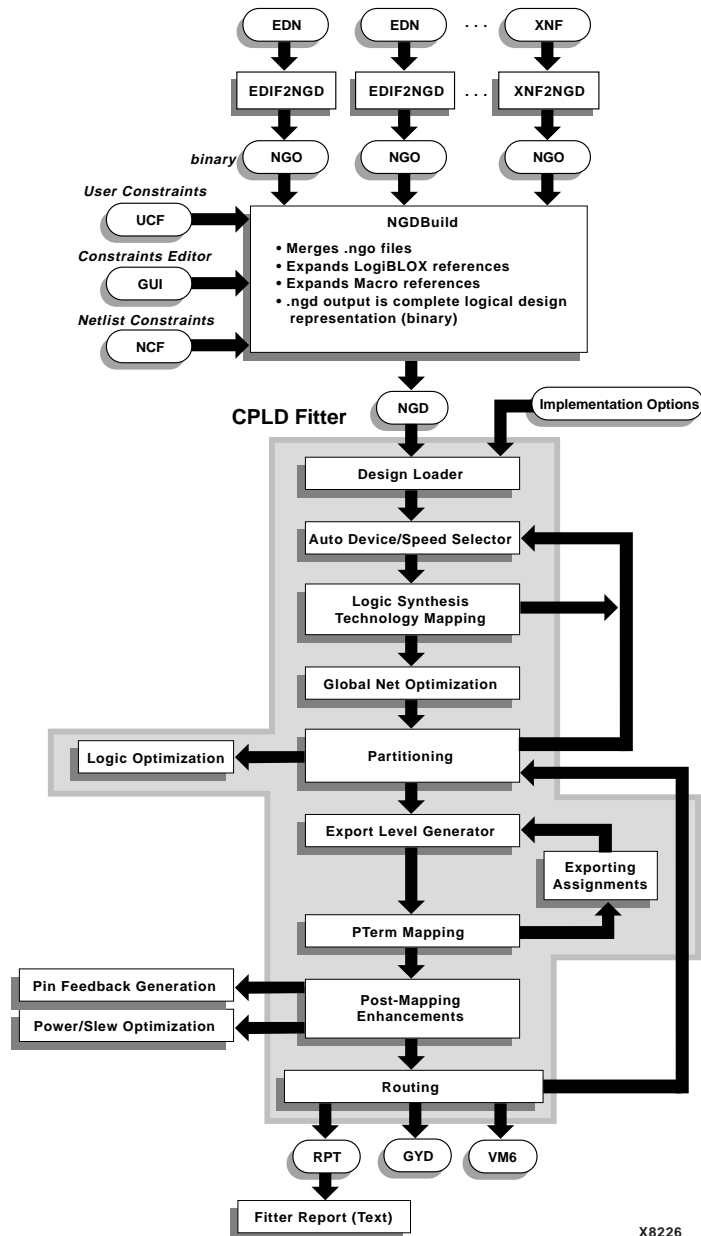 EDN EDN . . . XNF
EDIF2NGD EDIF2NGD . . . XNF2NGD
binary NGO NGO NGO
User Constraints
UCF
Constraints Editor
GUI
Netlist Constraints
NCF
NGDBuild
• Merges .ngo files
• Expands LogiBLOX references
• Expands Macro references
• .ngd output is complete logical design
representation (binary)
NGD
Implementation Options
CPLD Fitter
Design Loader
Auto Device/Speed Selector
Logic Synthesis
Technology Mapping
Global Net Optimization
Logic Optimization
Partitioning
Export Level Generator
Exporting
Assignments
PTerm Mapping
Pin Feedback Generation
Power/Slew Optimization
Post-Mapping
Enhancements
Routing
RPT GYD VM6
Fitter Report (Text)
X8226